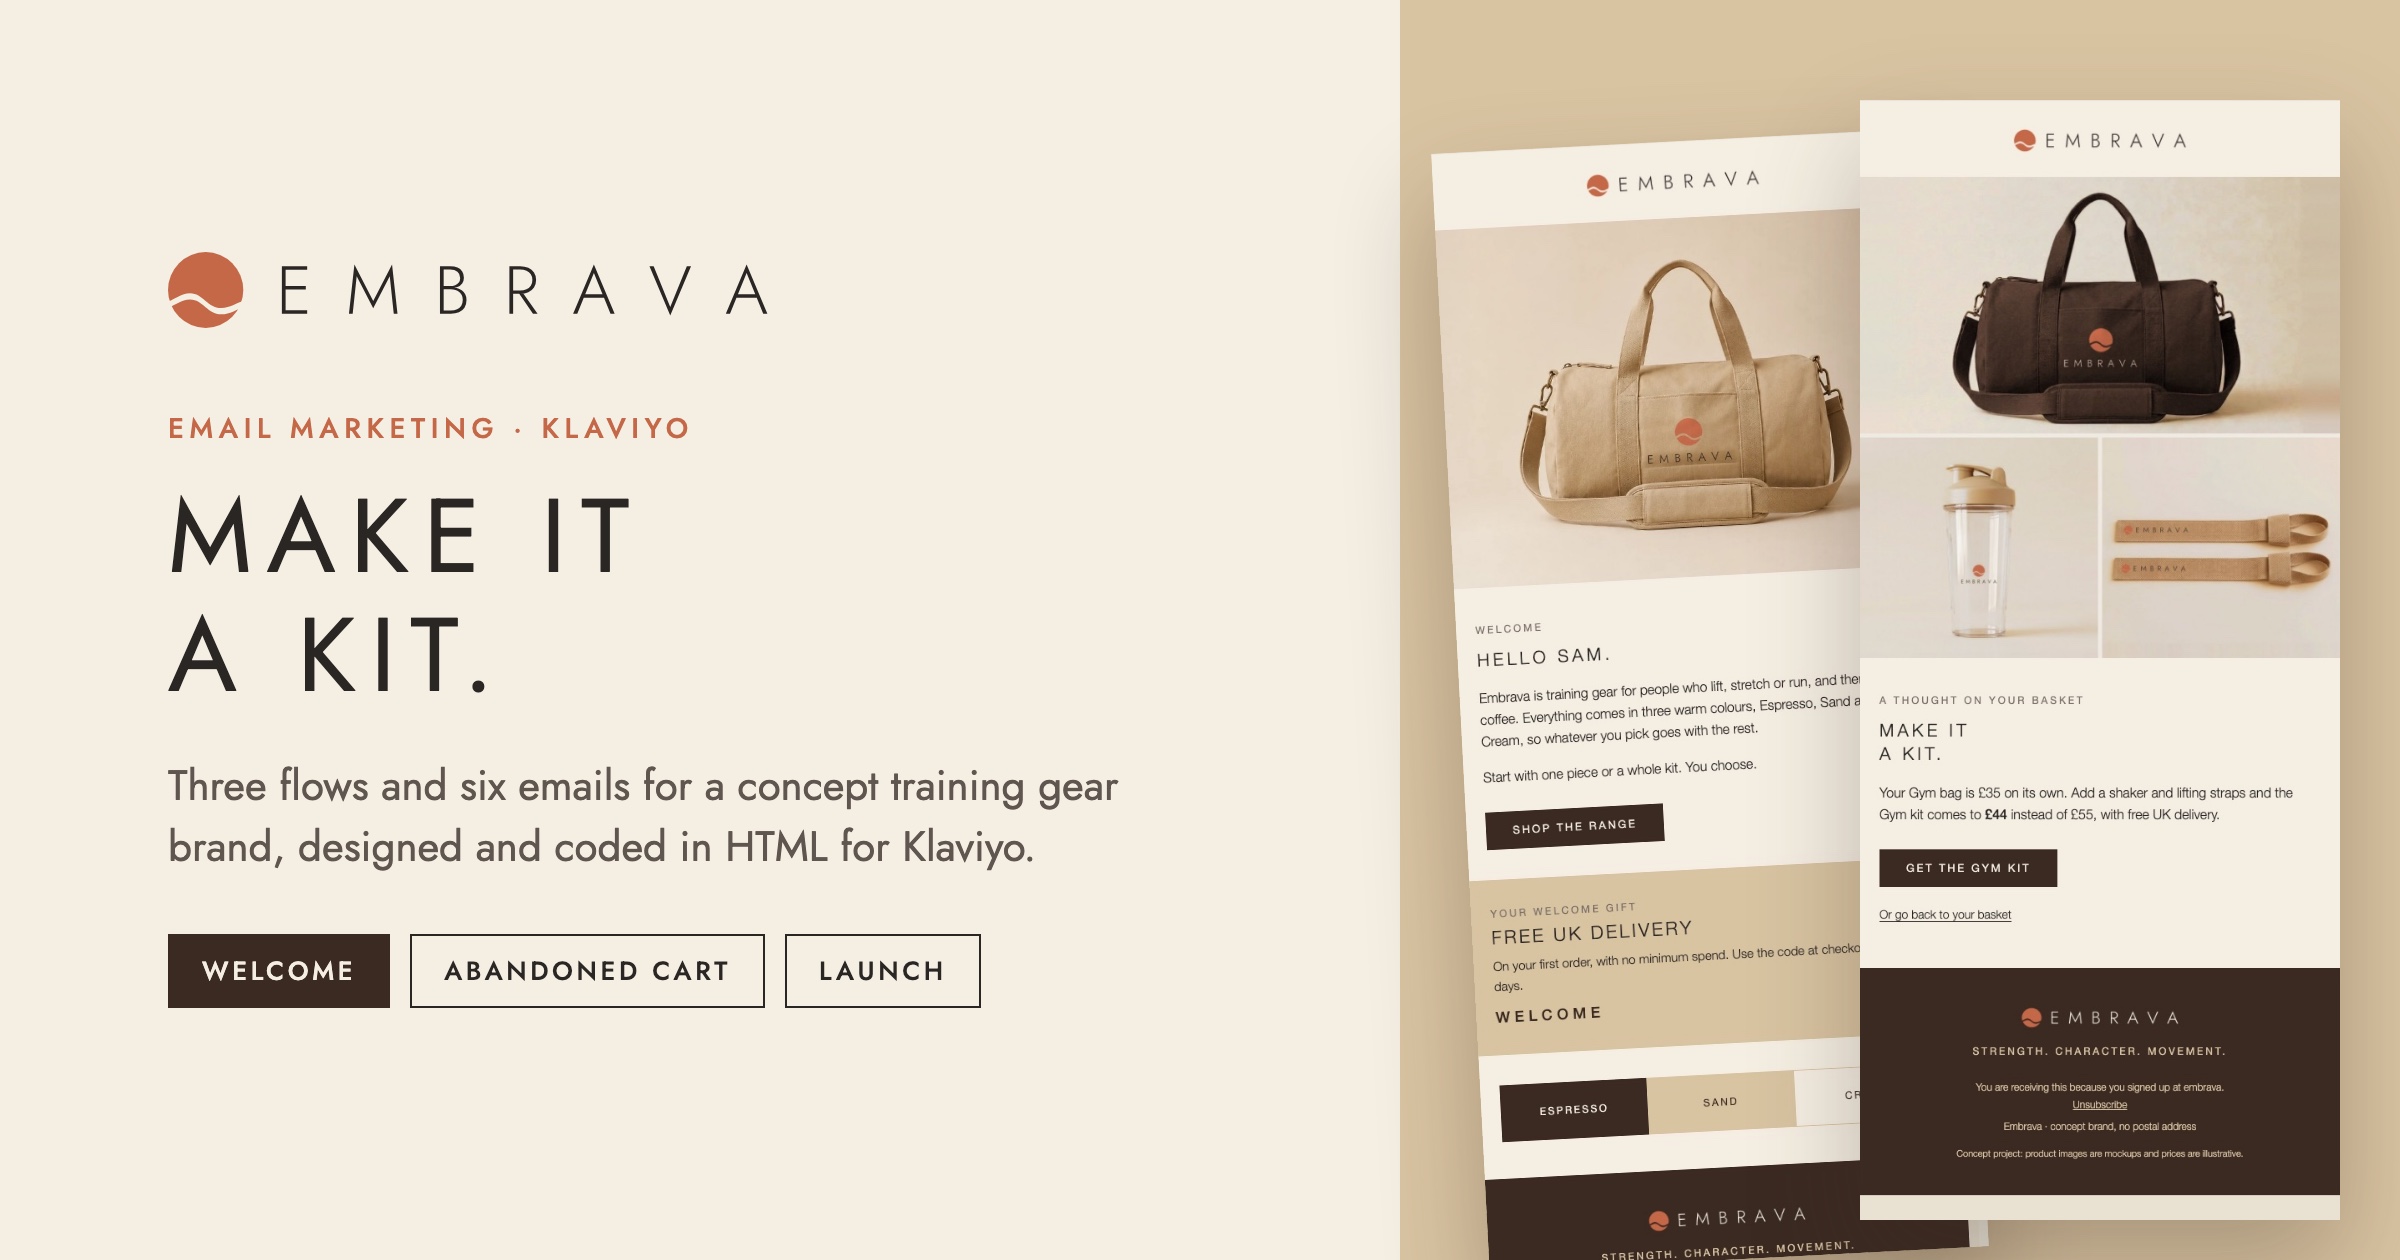 EMBRAVA
EMAIL MARKETING · KLAVIYO
MAKE IT
A KIT.
Three flows and six emails for a concept training gear
brand, designed and coded in HTML for Klaviyo.
WELCOME
ABANDONED CART
LAUNCH
EMBRAVA
EMBRAVA
WELCOME
HELLO SAM.
Embrava is training gear for people who lift, stretch or run, and
coffee. Everything comes in three warm colours, Espresso, Sand
Cream, so whatever you pick goes with the rest.
Start with one piece or a whole kit. You choose.
SHOP THE RANGE
YOUR WELCOME GIFT
FREE UK DELIVERY
On your first order, with no minimum spend. Use the code at
days.
WELCOME
ESPRESSO
SAND
EMBRAVA
STRENGTH. CHARACTER. MOVEMENT.
EMBRAVA
EMBRAVA
EMBRAVA
EMBRAVA
EMBRAVA
A THOUGHT ON YOUR BASKET
MAKE IT
A KIT.
Your Gym bag is £35 on its own. Add a shaker and lifting straps and the
Gym kit comes to £44 instead of £55, with free UK delivery.
GET THE GYM KIT
Or go back to your basket
EMBRAVA
STRENGTH. CHARACTER. MOVEMENT.
You are receiving this because you signed up at embrava.
Unsubscribe
Embrava · concept brand, no postal address
Concept project: product images are mockups and prices are illustrative.